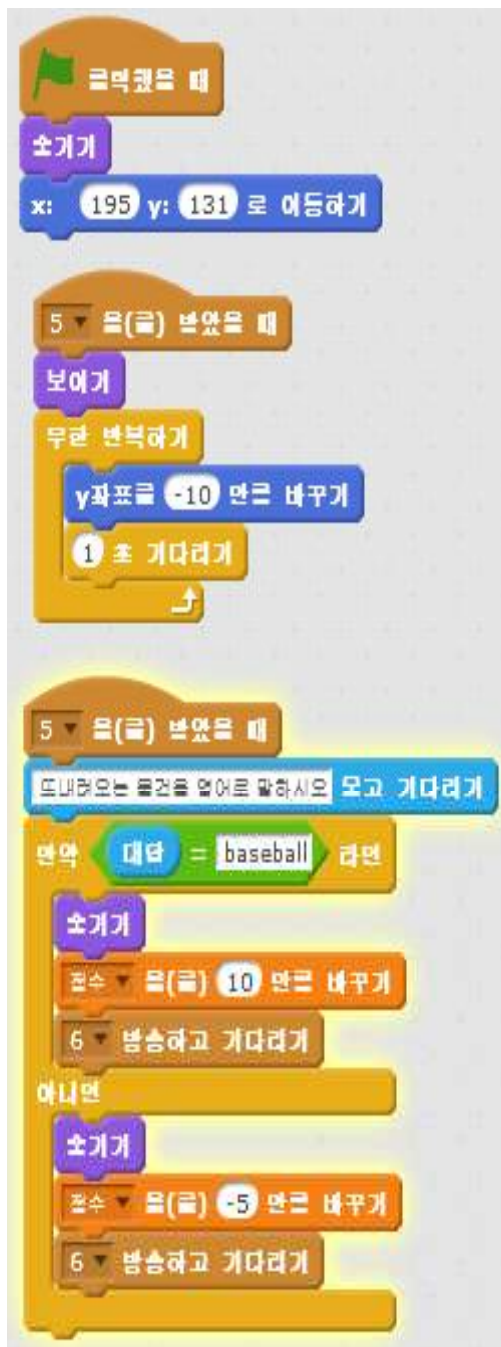 클릭했을 때
숨기기
x: 195 y: 131 로 이동하기
5 을(를) 받았을 때
보이기
무한 반복하기
y좌표를 -10 만큼 바꾸기
1 초 기다리기
5 을(를) 받았을 때
떠내려오는 물건을 영어로 말하시오 묻고 기다리기
만약 대답 = baseball 라면
숨기기
점수 을(를) 10 만큼 바꾸기
6 방송하고 기다리기
아니면
숨기기
점수 을(를) -5 만큼 바꾸기
6 방송하고 기다리기